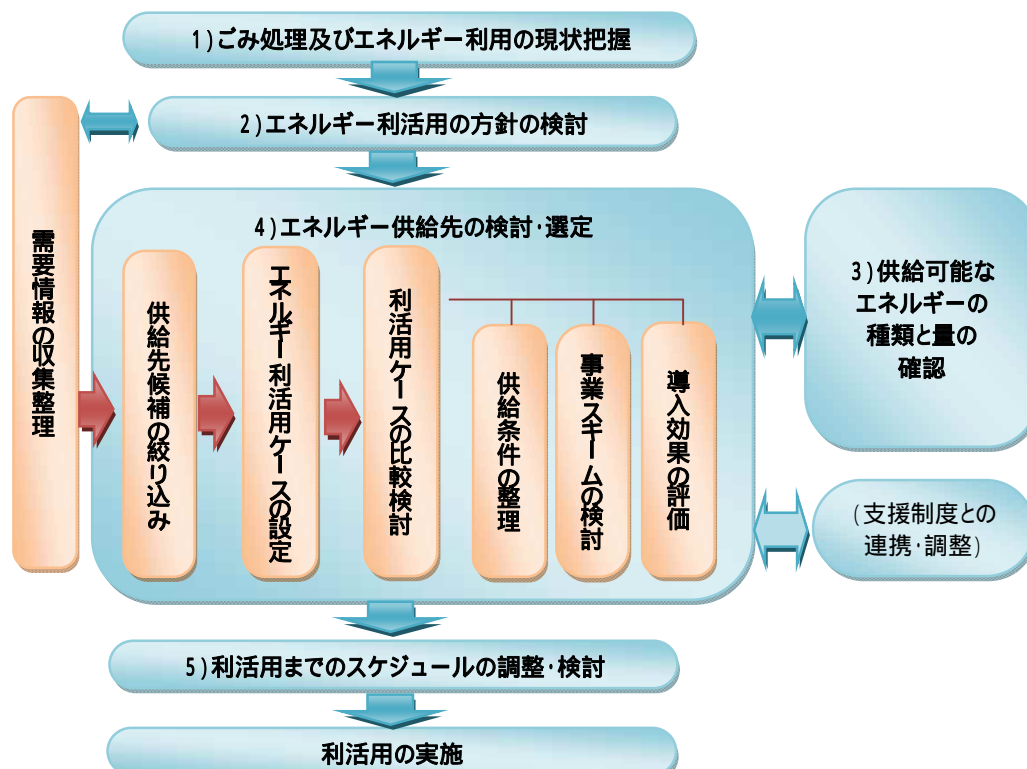 1)ごみ処理及びエネルギー利用の現状把握
2)エネルギー利活用の方針の検討
需要情報の収集整理
4)エネルギー供給先の検討・選定
供給先候補の絞り込み
エネルギー利活用ケースの設定
利活用ケースの比較検討
供給条件の整理
事業スキームの検討
導入効果の評価
3)供給可能な
エネルギーの
種類と量の
確認
(支援制度との
連携・調整)
5)利活用までのスケジュールの調整・検討
利活用の実施